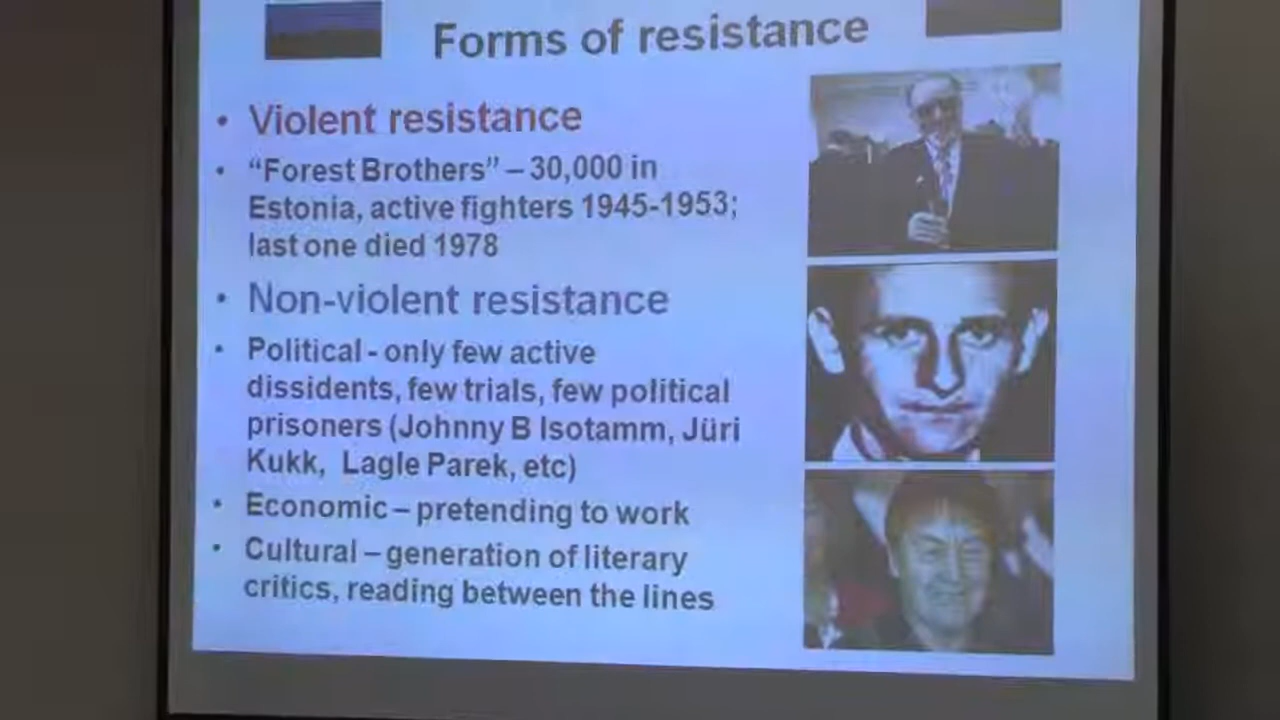 Forms of resistance
• Violent resistance
• “Forest Brothers” – 30,000 in
Estonia, active fighters 1945-1953;
last one died 1978
• Non-violent resistance
• Political - only few active
dissidents, few trials, few political
prisoners (Johnny B Isotamm, Jüri
Kukk, Lagle Parek, etc)
• Economic – pretending to work
• Cultural – generation of literary
critics, reading between the lines